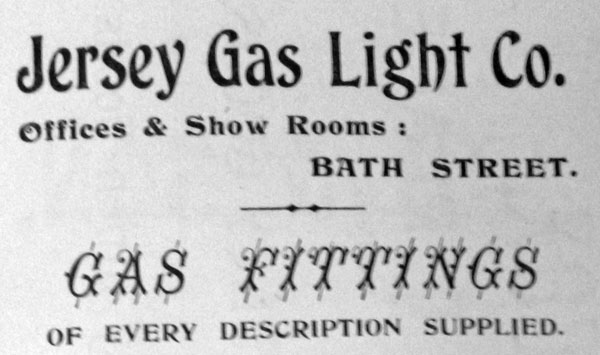 Jersey Gas Light Co.
Offices & Show Rooms :
BATH STREET.
GAS FITTINGS
OF EVERY DESCRIPTION SUPPLIED.